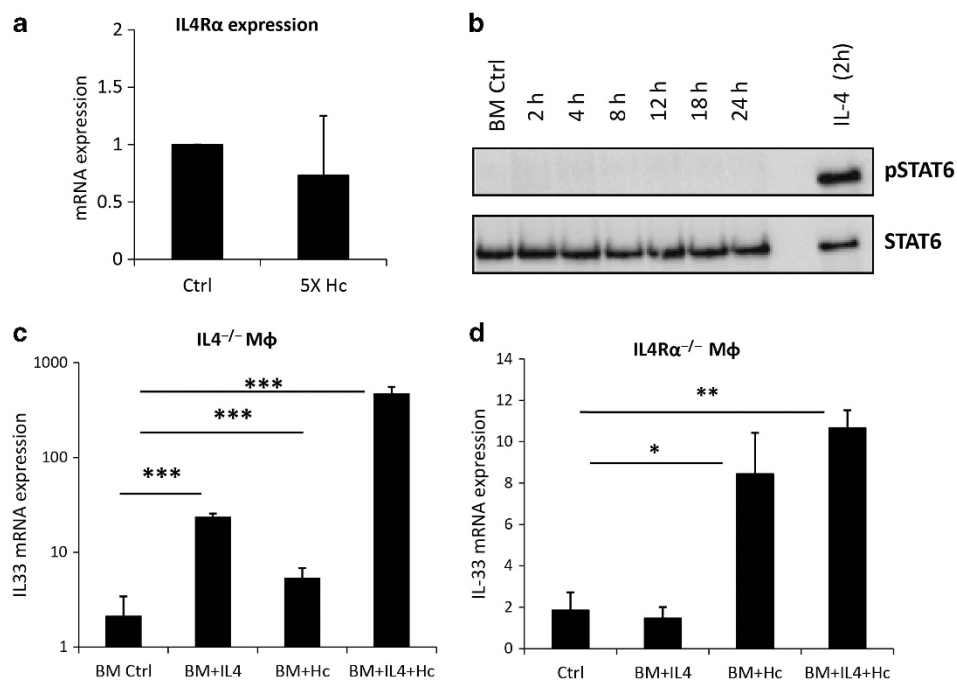 a
IL4Rα expression
mRNA expression
2
1.5
1
0.5
0
Ctrl
5X Hc
b
BM Ctrl
2 h
4 h
8 h
12 h
18 h
24 h
IL-4 (2h)
pSTAT6
STAT6
c
IL4⁻/⁻ Mϕ
IL33 mRNA expression
1000
100
10
1
***
***
***
BM Ctrl
BM+IL4
BM+Hc
BM+IL4+Hc
d
IL4Rα⁻/⁻ Mϕ
IL-33 mRNA expression
14
12
10
8
6
4
2
0
**
*
Ctrl
BM+IL4
BM+Hc
BM+IL4+Hc